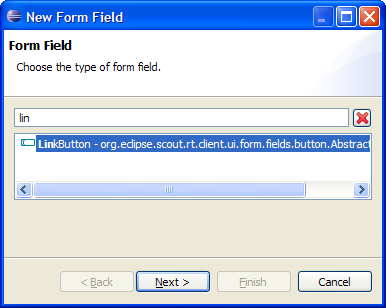 New Form Field
Form Field
Choose the type of form field.
lin
LinkButton - org.eclipse.scout.rt.client.ui.form.fields.button.Abstract
< Back
Next >
Finish
Cancel